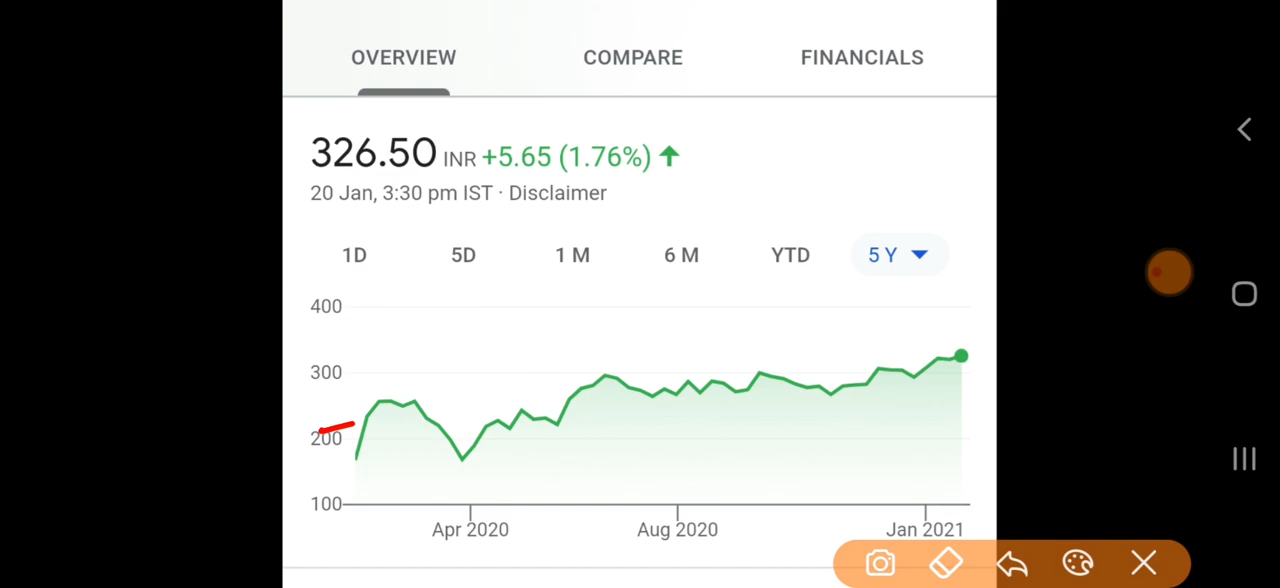 OVERVIEW COMPARE FINANCIALS
326.50 INR +5.65 (1.76%)
20 Jan, 3:30 pm IST · Disclaimer
1D 5D 1 M 6 M YTD 5 Y
400
300
200
100
Apr 2020 Aug 2020 Jan 2021